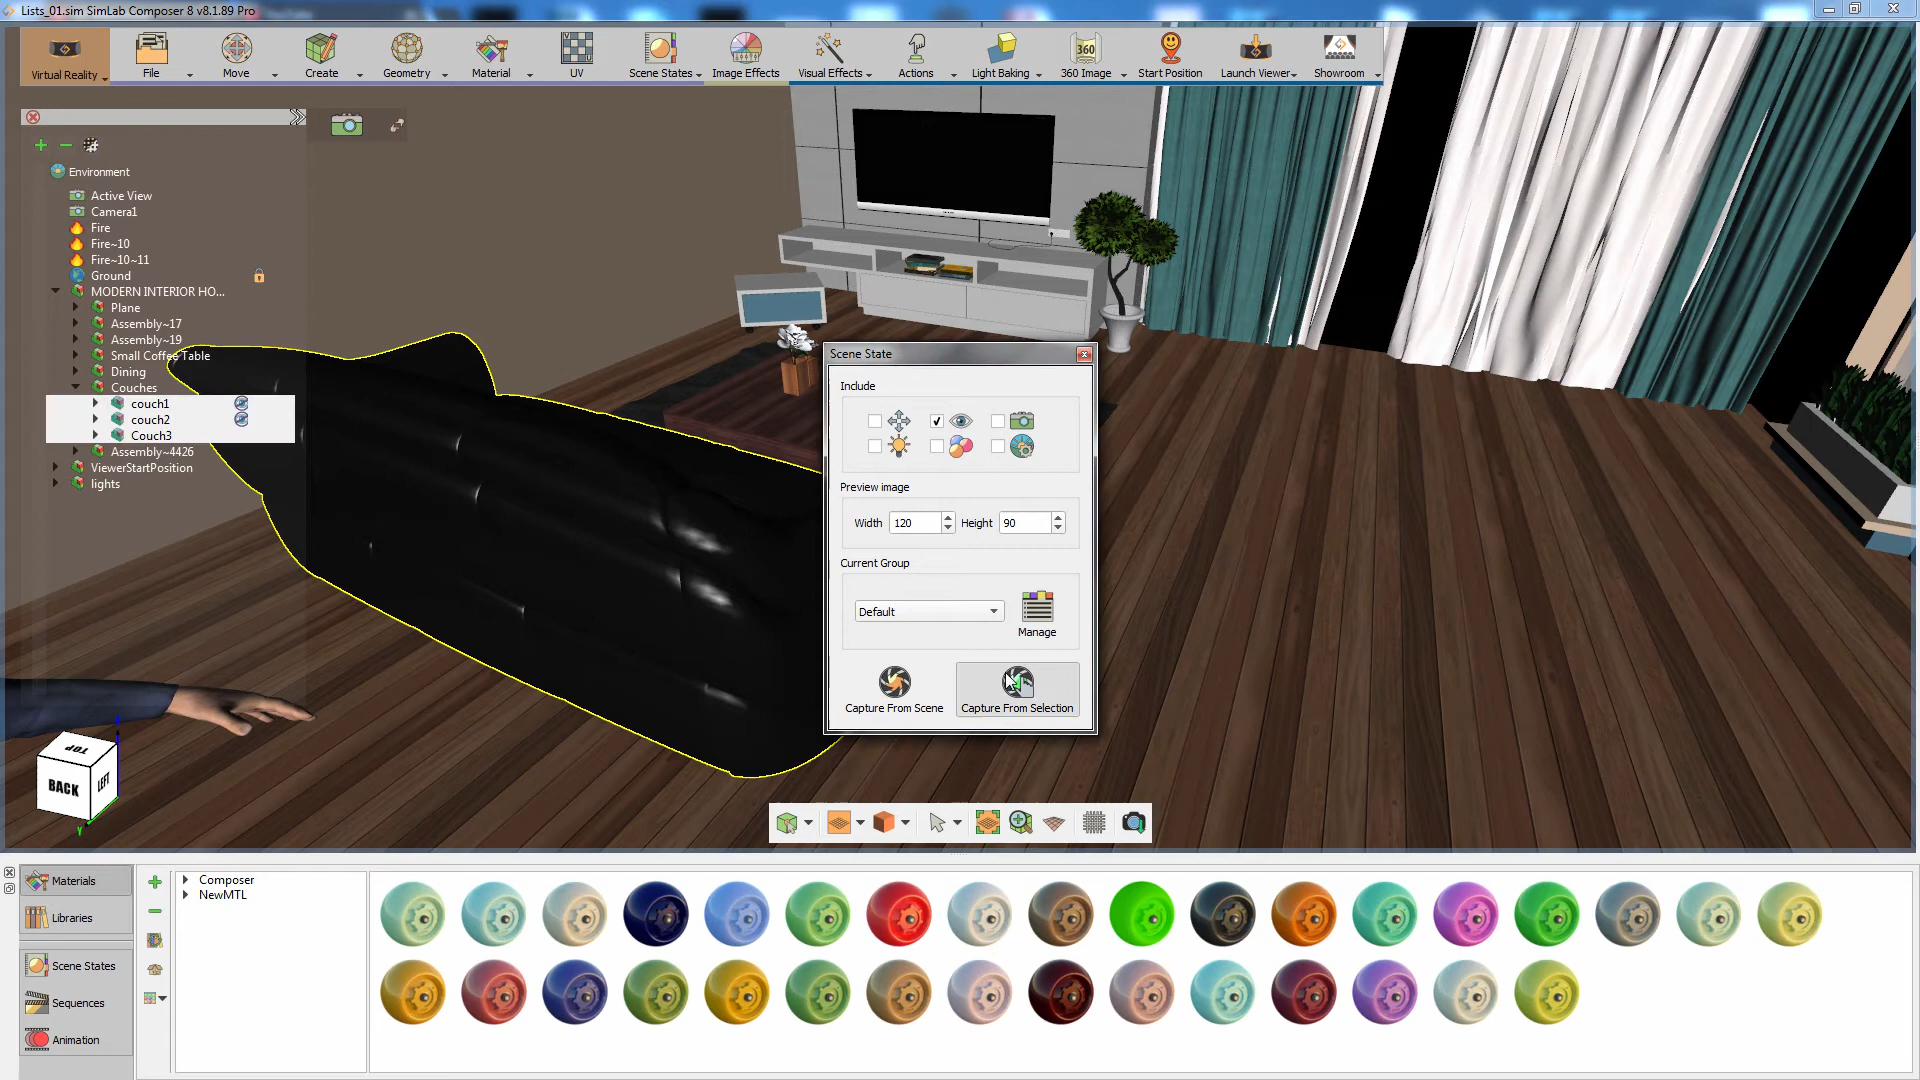 Lists_01.sim SimLab Composer 8 v8.1.89 Pro
Virtual Reality
File
Move
Create
Geometry
Material
UV
Scene States
Image Effects
Visual Effects
Actions
Light Baking
360
360 Image
Start Position
Launch Viewer
Showroom
Environment
Active View
Camera1
Fire
Fire~10
Fire~10~11
Ground
MODERN INTERIOR HO...
Plane
Assembly~17
Assembly~19
Small Coffee Table
Dining
Couches
couch1
couch2
Couch3
Assembly~4426
ViewerStartPosition
lights
Scene State
Include
Preview image
Width 120 Height 90
Current Group
Default
Manage
Capture From Scene
Capture From Selection
TOP
BACK
LEFT
Y
Materials
Libraries
Scene States
Sequences
Animation
Composer
NewMTL